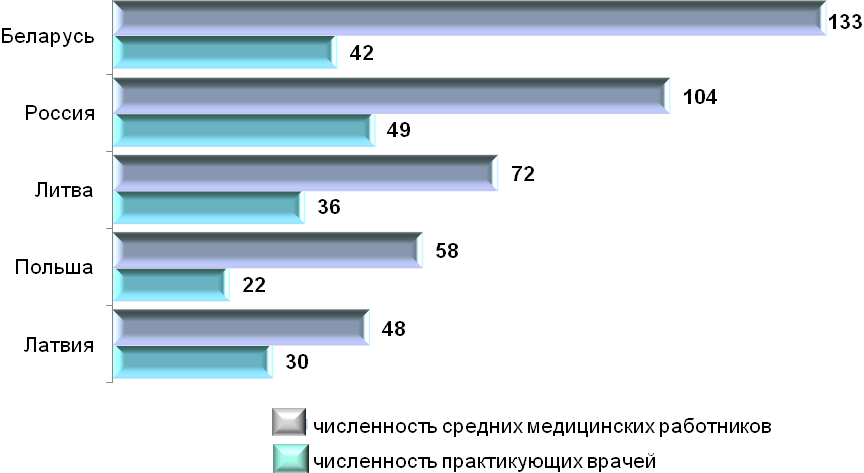 133
Беларусь
42
104
Россия
49
72
Литва
36
58
Польша
22
48
Латвия
30
численность средних медицинских работников
численность практикующих врачей